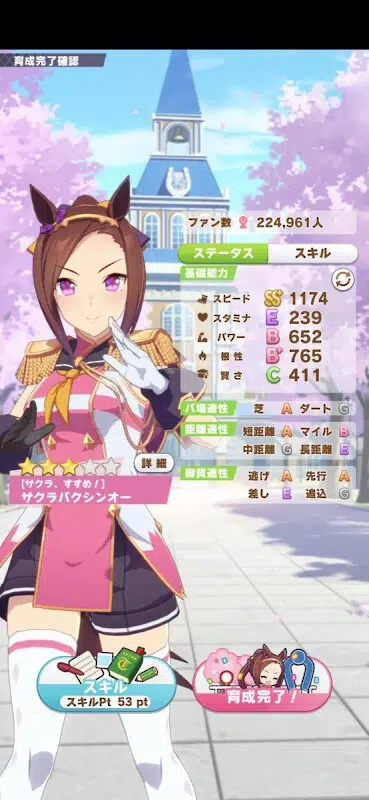 育成完了確認
ファン数 224,961人
ステータス スキル
基礎能力
スピード SS 1174
スタミナ E 239
パワー B 652
根性 B+ 765
賢さ C 411
バ場適性 芝 A ダート G
距離適性 短距離 A マイル B
中距離 G 長距離 E
脚質適性 逃げ A 先行 A
差し E 追込 G
詳細
[サクラ、すすめ!]
サクラバクシンオー
スキル
スキルPt 53 pt
育成完了!